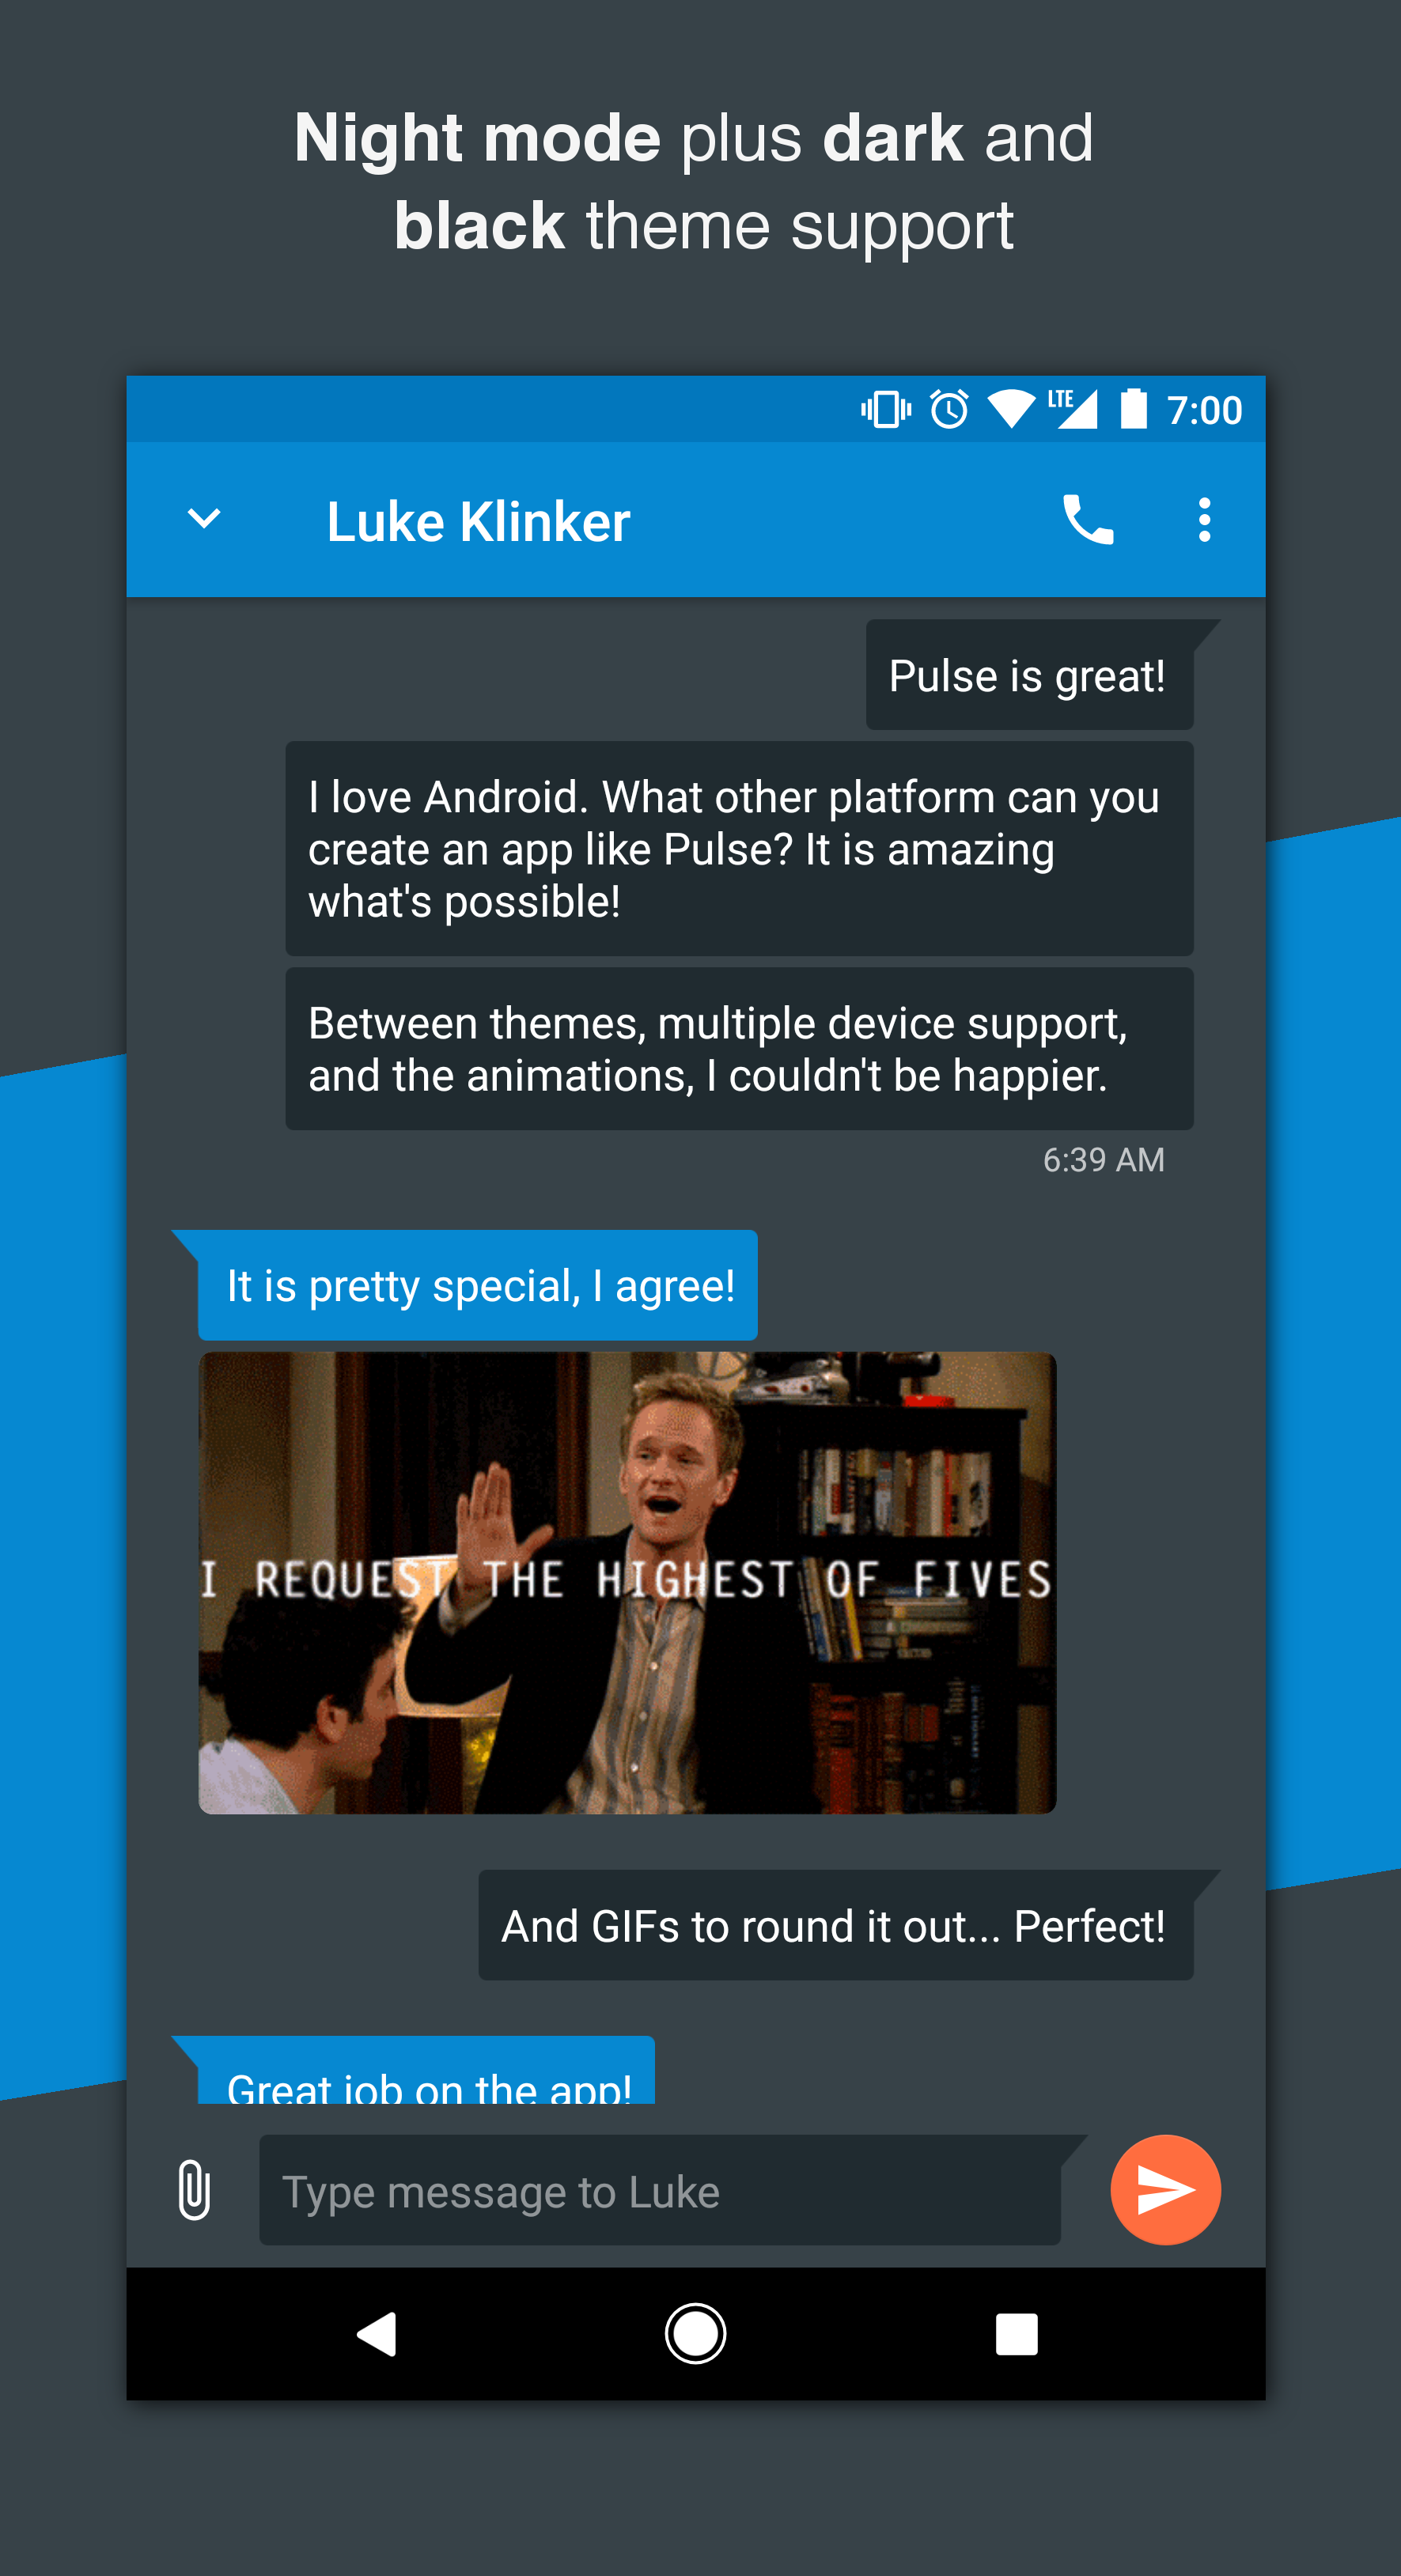 Night mode plus dark and
black theme support
LTE 7:00
Luke Klinker
Pulse is great!
I love Android. What other platform can you
create an app like Pulse? It is amazing
what's possible!
Between themes, multiple device support,
and the animations, I couldn't be happier.
6:39 AM
It is pretty special, I agree!
I REQUEST THE HIGHEST OF FIVES
And GIFs to round it out... Perfect!
Great job on the app!
Type message to Luke